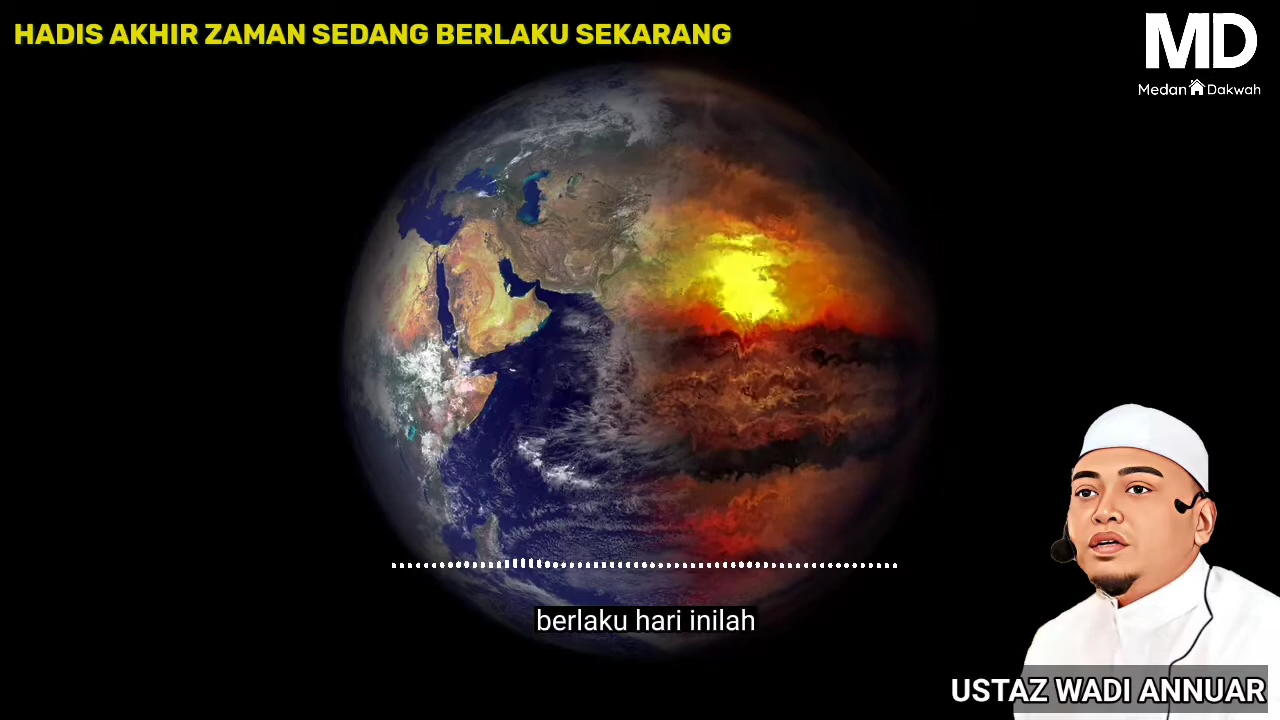 HADIS AKHIR ZAMAN SEDANG BERLAKU SEKARANG
MD
Medan Dakwah
berlaku hari inilah
USTAZ WADI ANNUAR